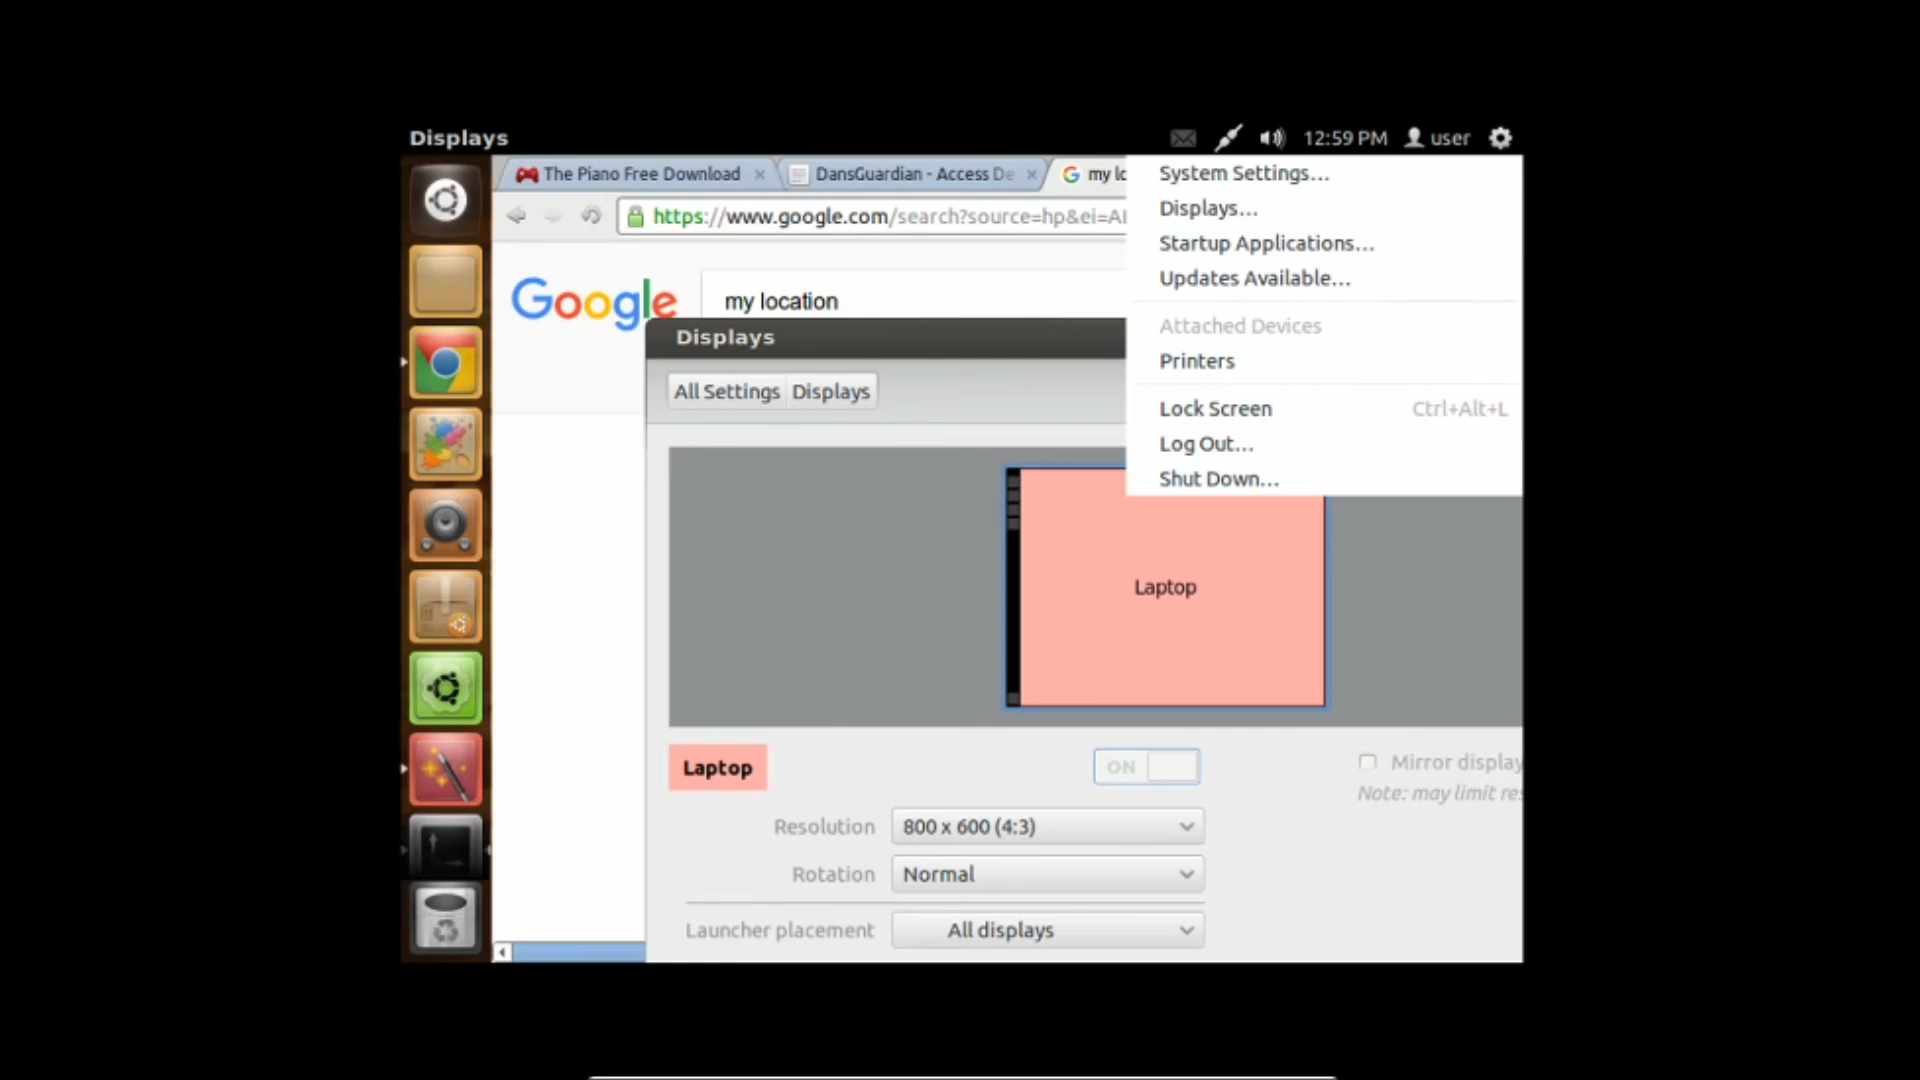 Displays
12:59 PM user
The Piano Free Download
DansGuardian - Access De
my lo
https://www.google.com/search?source=hp&ei=Al
Google
my location
System Settings...
Displays...
Startup Applications...
Updates Available...
Attached Devices
Printers
Lock Screen Ctrl+Alt+L
Log Out...
Shut Down...
Displays
All Settings Displays
Laptop
Laptop
ON
Mirror display
Note: may limit res
Resolution 800 x 600 (4:3)
Rotation Normal
Launcher placement All displays